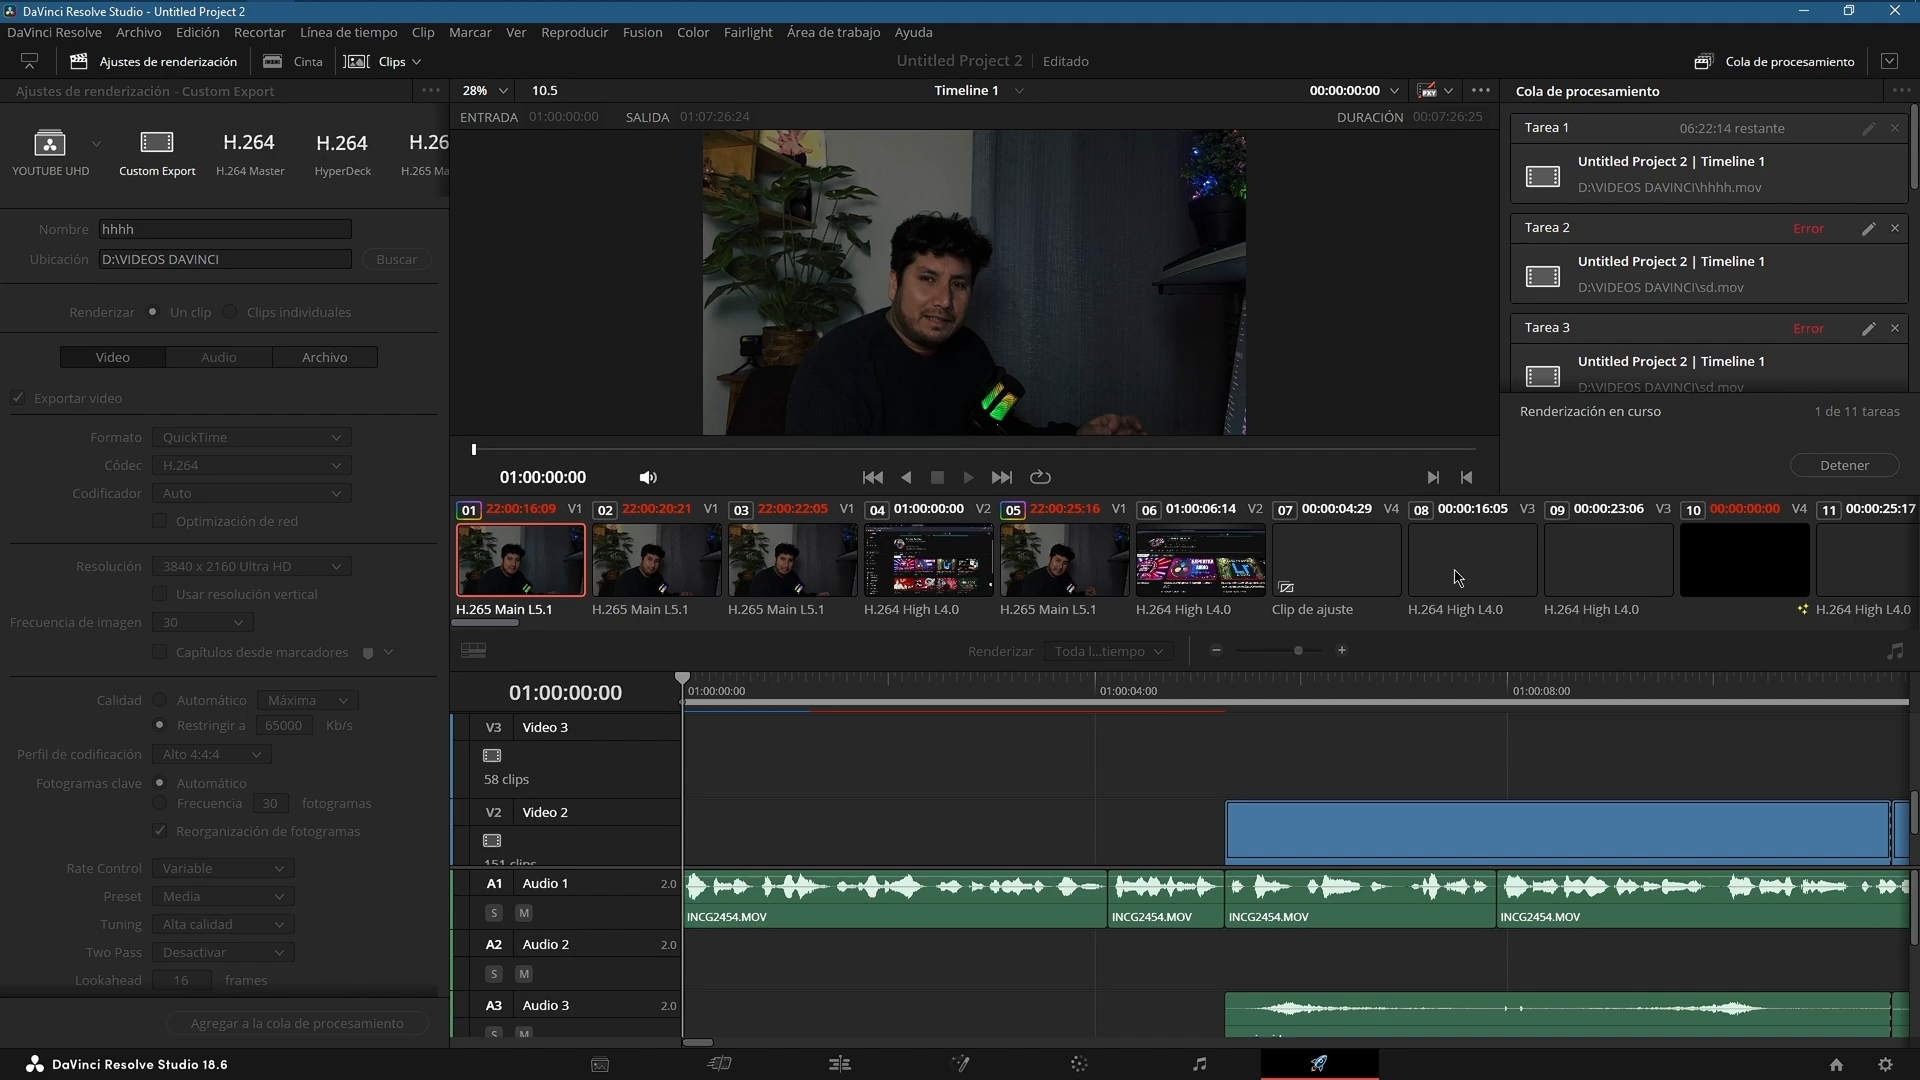 DaVinci Resolve Studio - Untitled Project 2
DaVinci Resolve Archivo Edición Recortar Línea de tiempo Clip Marcar Ver Reproducir Fusion Color Fairlight Área de trabajo Ayuda
Ajustes de renderización Cinta Clips Untitled Project 2 Editado Cola de procesamiento
Ajustes de renderización - Custom Export
28% 10.5 Timeline 1 00:00:00:00
ENTRADA 01:00:00:00 SALIDA 01:07:26:24 DURACIÓN 00:07:26:25
H.264 H.264 H.26
YOUTUBE UHD Custom Export H.264 Master HyperDeck H.265 Ma
Nombre hhhh
Ubicación D:\VIDEOS DAVINCI Buscar
Renderizar Un clip Clips individuales
Video Audio Archivo
Exportar video
Formato QuickTime
Códec H.264
Codificador Auto
Optimización de red
Resolución 3840 x 2160 Ultra HD
Usar resolución vertical
Frecuencia de imagen 30
Capítulos desde marcadores
Calidad Automático Máxima
Restringir a 65000 Kb/s
Perfil de codificación Alto 4:4:4
Fotogramas clave Automático
Frecuencia 30 fotogramas
Reorganización de fotogramas
Rate Control Variable
Preset Media
Tuning Alta calidad
Two Pass Desactivar
Lookahead 16 frames
Agregar a la cola de procesamiento
Cola de procesamiento
Tarea 1 06:22:14 restante
Untitled Project 2 | Timeline 1
D:\VIDEOS DAVINCI\hhhh.mov
Tarea 2 Error
Untitled Project 2 | Timeline 1
D:\VIDEOS DAVINCI\sd.mov
Tarea 3 Error
Untitled Project 2 | Timeline 1
D:\VIDEOS DAVINCI\sd.mov
Renderización en curso 1 de 11 tareas
Detener
01:00:00:00
01 22:00:16:09 V1 02 22:00:20:21 V1 03 22:00:22:05 V1 04 01:00:00:00 V2 05 22:00:25:16 V1 06 01:00:06:14 V2 07 00:00:04:29 V4 08 00:00:16:05 V3 09 00:00:23:06 V3 10 00:00:00:00 V4 11 00:00:25:17
H.265 Main L5.1 H.265 Main L5.1 H.265 Main L5.1 H.264 High L4.0 H.265 Main L5.1 H.264 High L4.0 Clip de ajuste H.264 High L4.0 H.264 High L4.0 H.264 High L4.0
Renderizar Toda l...tiempo
01:00:00:00 01:00:00:00 01:00:04:00 01:00:08:00
V3 Video 3
58 clips
V2 Video 2
151 clips
A1 Audio 1 2.0
S M INCG2454.MOV INCG2454.MOV INCG2454.MOV INCG2454.MOV
A2 Audio 2 2.0
S M
A3 Audio 3 2.0
S M
DaVinci Resolve Studio 18.6